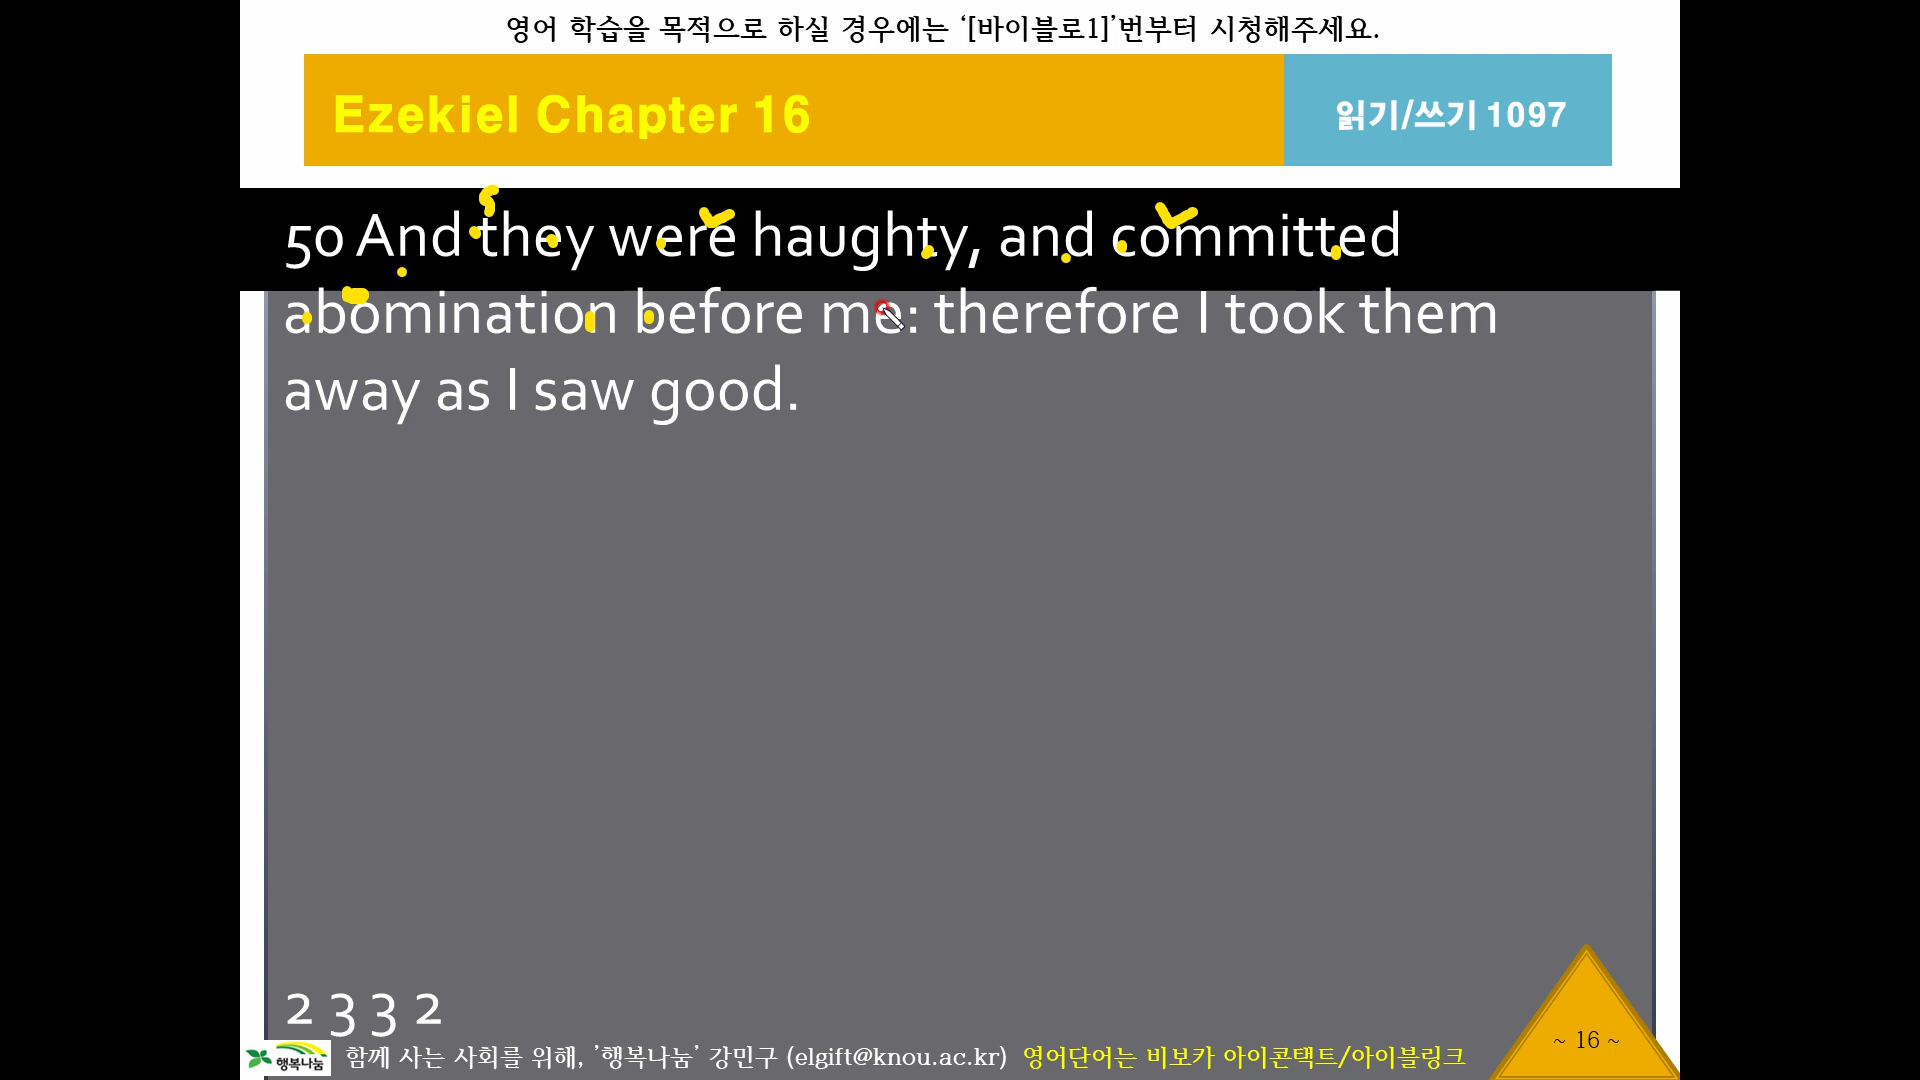 영어 학습을 목적으로 하실 경우에는 ‘[바이블로1]’번부터 시청해주세요.
Ezekiel Chapter 16
읽기/쓰기 1097
50 And they were haughty, and committed
abomination before me: therefore I took them
away as I saw good.
2 3 3 2
~ 16 ~
행복나눔 함께 사는 사회를 위해, ’행복나눔’ 강민구 (elgift@knou.ac.kr) 영어단어는 비보카 아이콘택트/아이블링크